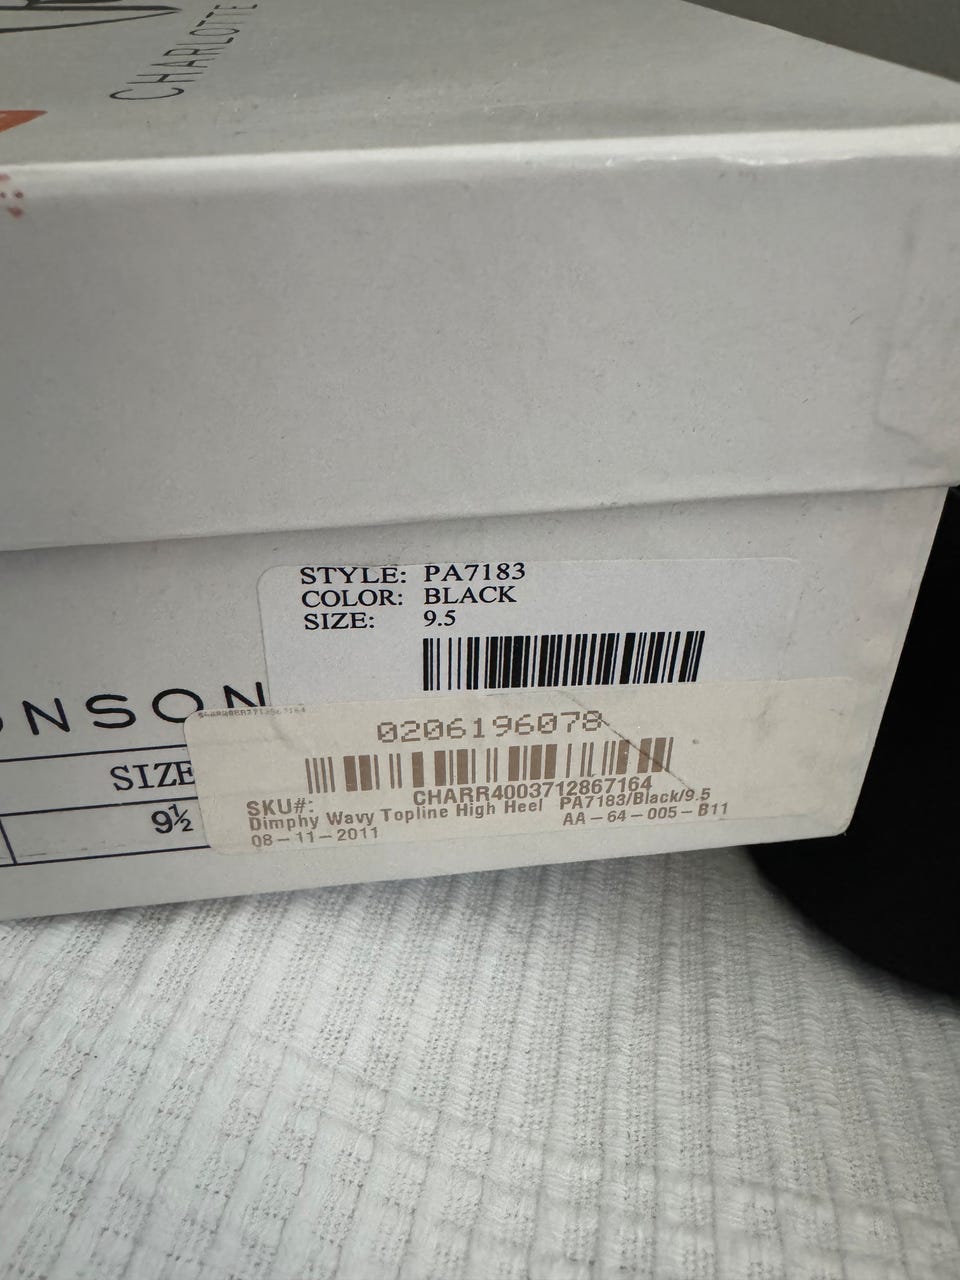 CHARLOTTE
STYLE: PA7183
COLOR: BLACK
SIZE: 9.5
NSON
SIZE
9½
0206196078
SKU#: CHARR4003712867164
Dimphy Wavy Topline High Heel PA7183/Black/9.5
08-11-2011 AA-64-005-B11